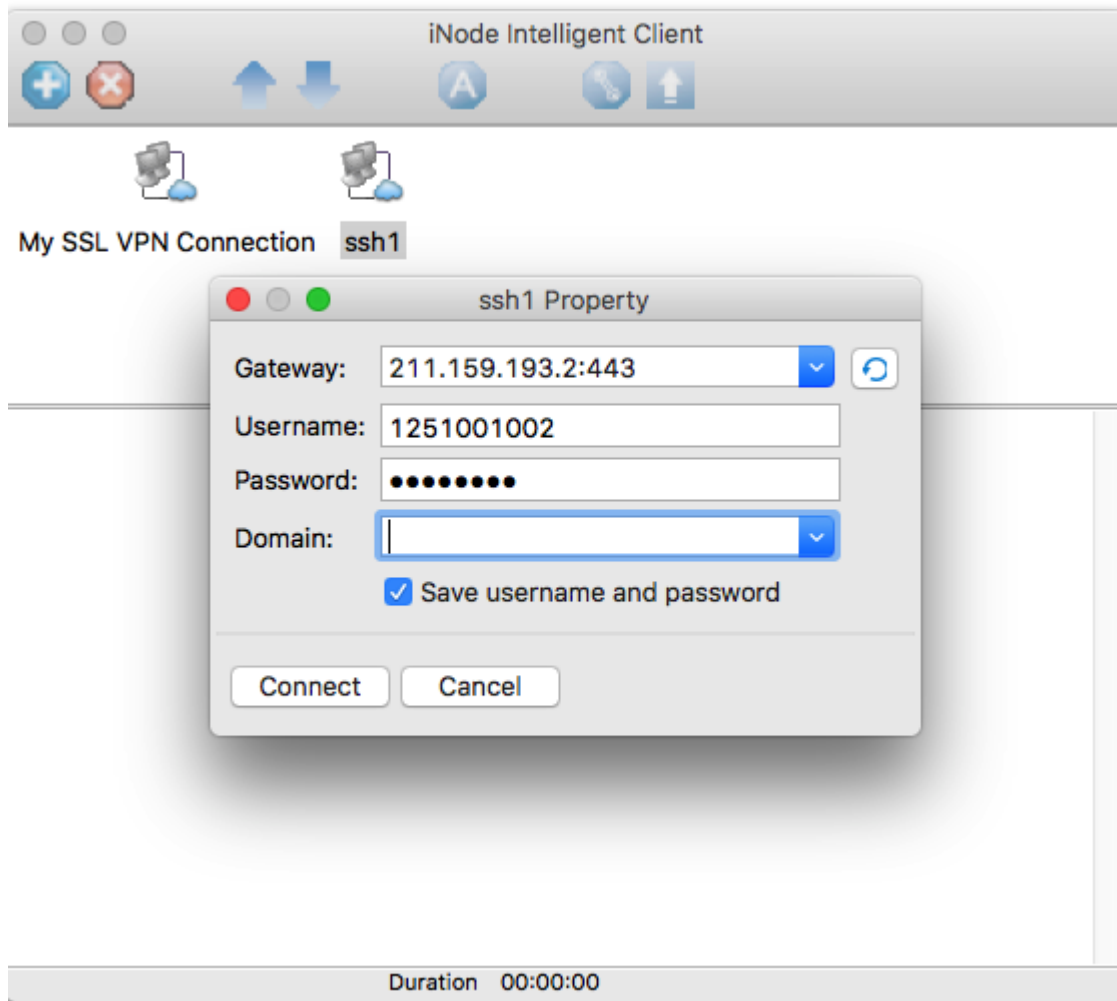 iNode Intelligent Client
A
My SSL VPN Connection ssh1
ssh1 Property
Gateway: 211.159.193.2:443
Username: 1251001002
Password: ●●●●●●●●
Domain:
Save username and password
Connect Cancel
Duration 00:00:00